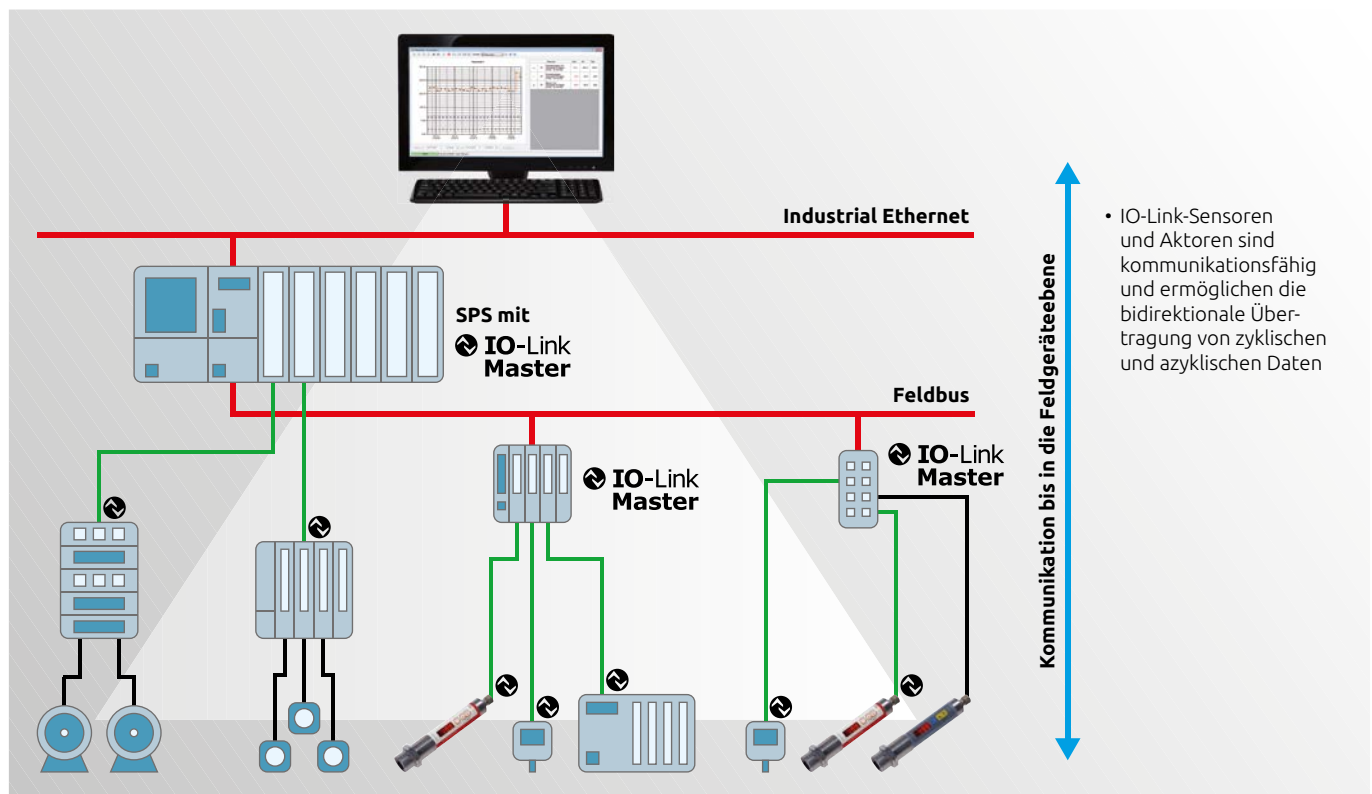 Industrial Ethernet
SPS mit
IO-Link
Master
Feldbus
IO-Link
Master
IO-Link
Master
Kommunikation bis in die Feldgeräteebene
• IO-Link-Sensoren
und Aktoren sind
kommunikationsfähig
und ermöglichen die
bidirektionale Über-
tragung von zyklischen
und azyklischen Daten